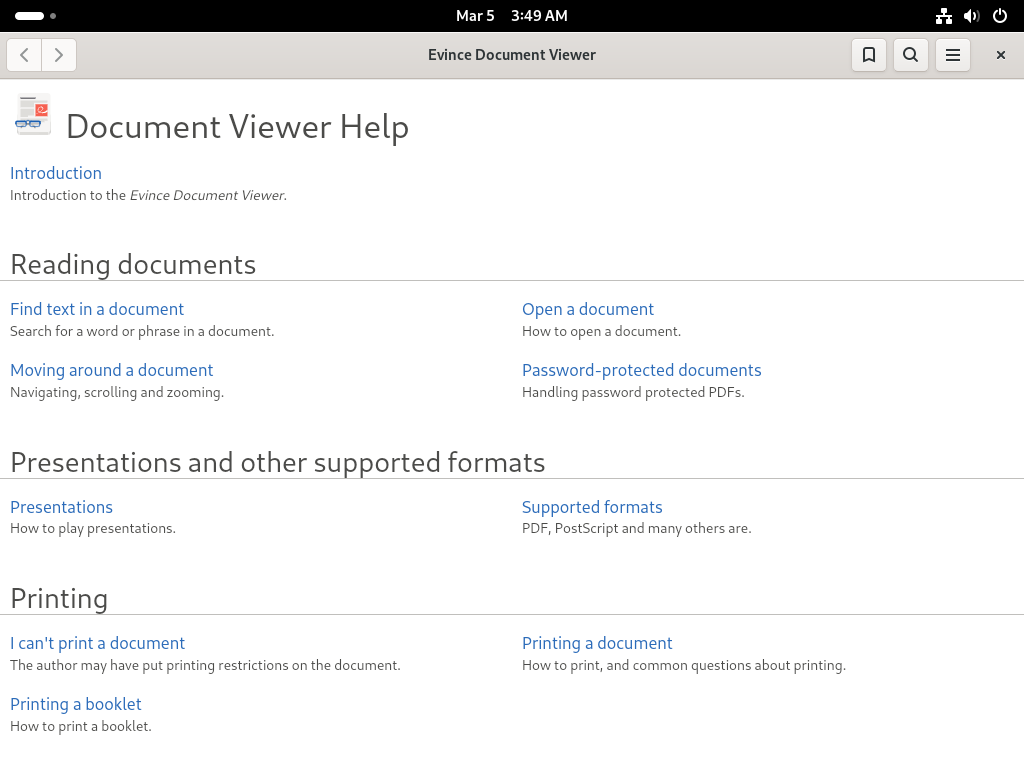 Mar 5 3:49 AM
Evince Document Viewer
Document Viewer Help
Introduction
Introduction to the Evince Document Viewer.
Reading documents
Find text in a document
Search for a word or phrase in a document.
Open a document
How to open a document.
Moving around a document
Navigating, scrolling and zooming.
Password-protected documents
Handling password protected PDFs.
Presentations and other supported formats
Presentations
How to play presentations.
Supported formats
PDF, PostScript and many others are.
Printing
I can't print a document
The author may have put printing restrictions on the document.
Printing a document
How to print, and common questions about printing.
Printing a booklet
How to print a booklet.